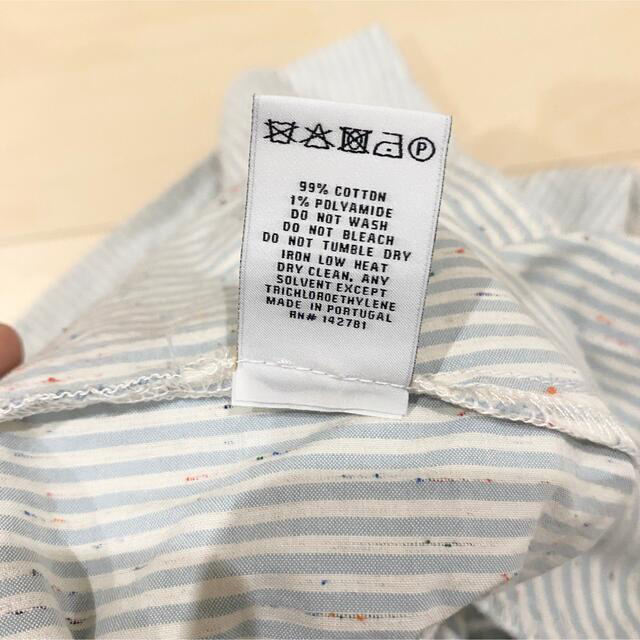 P
99% COTTON
1% POLYAMIDE
DO NOT WASH
DO NOT BLEACH
DO NOT TUMBLE DRY
IRON LOW HEAT
DRY CLEAN, ANY
SOLVENT EXCEPT
TRICHLOROETHYLENE
MADE IN PORTUGAL
RN# 142781